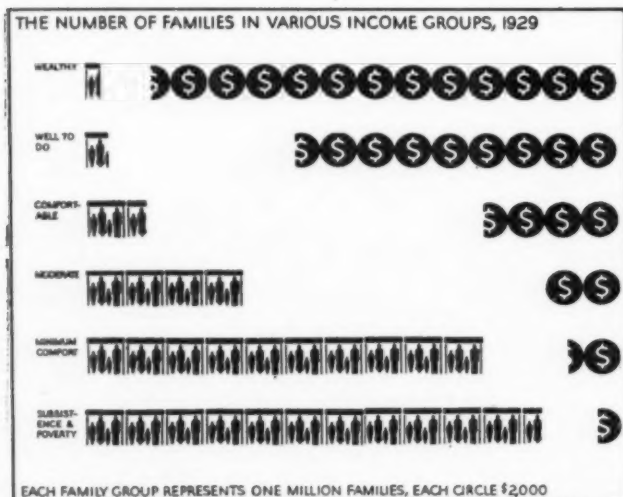 THE NUMBER OF FAMILIES IN VARIOUS INCOME GROUPS, 1929
WEALTHY
$ $ $ $ $ $ $ $ $ $ $ $
WELL TO
DO
$ $ $ $ $ $ $ $ $
COMFORT-
ABLE
$ $ $ $
MODERATE
$ $
MINIMUM
COMFORT
$
SUBSIST-
ENCE &
POVERTY
$
EACH FAMILY GROUP REPRESENTS ONE MILLION FAMILIES, EACH CIRCLE $2,000